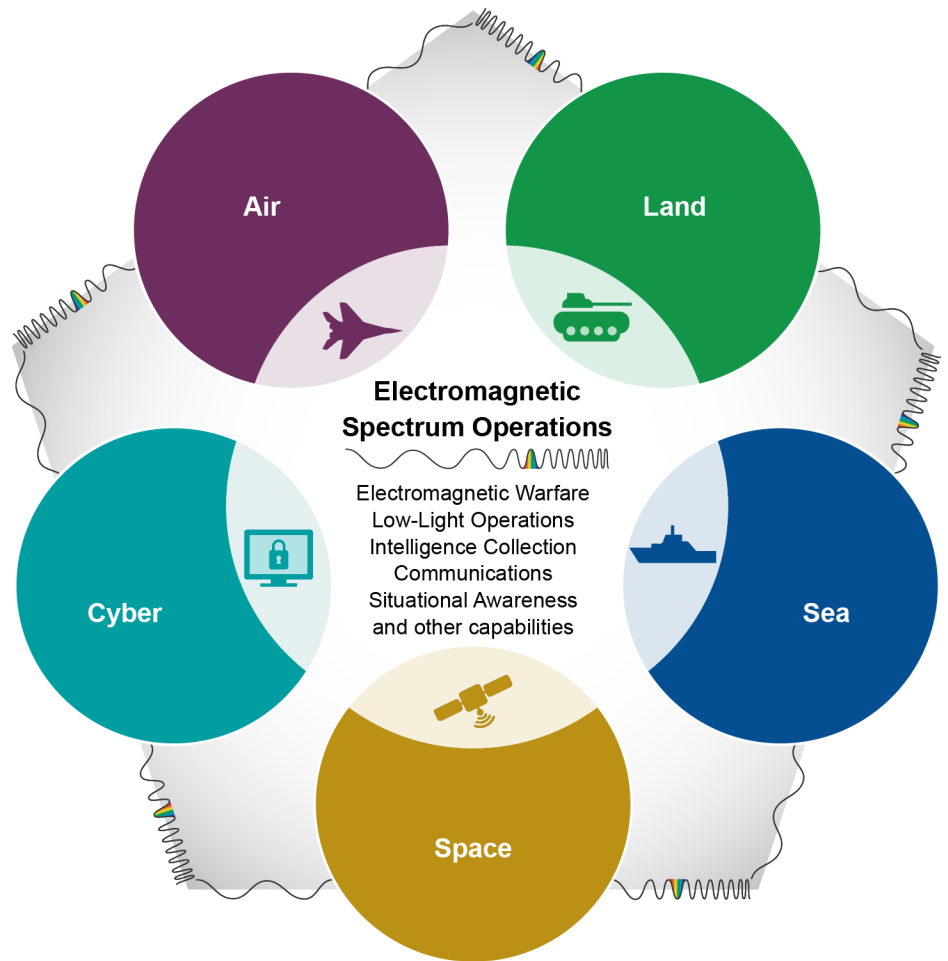 Air
Land
Electromagnetic
Spectrum Operations
Electromagnetic Warfare
Low-Light Operations
Intelligence Collection
Communications
Situational Awareness
and other capabilities
Cyber
Sea
Space